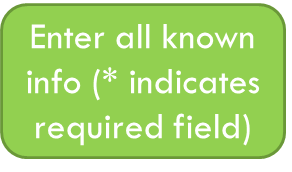 Enter all known
info (* indicates
required field)